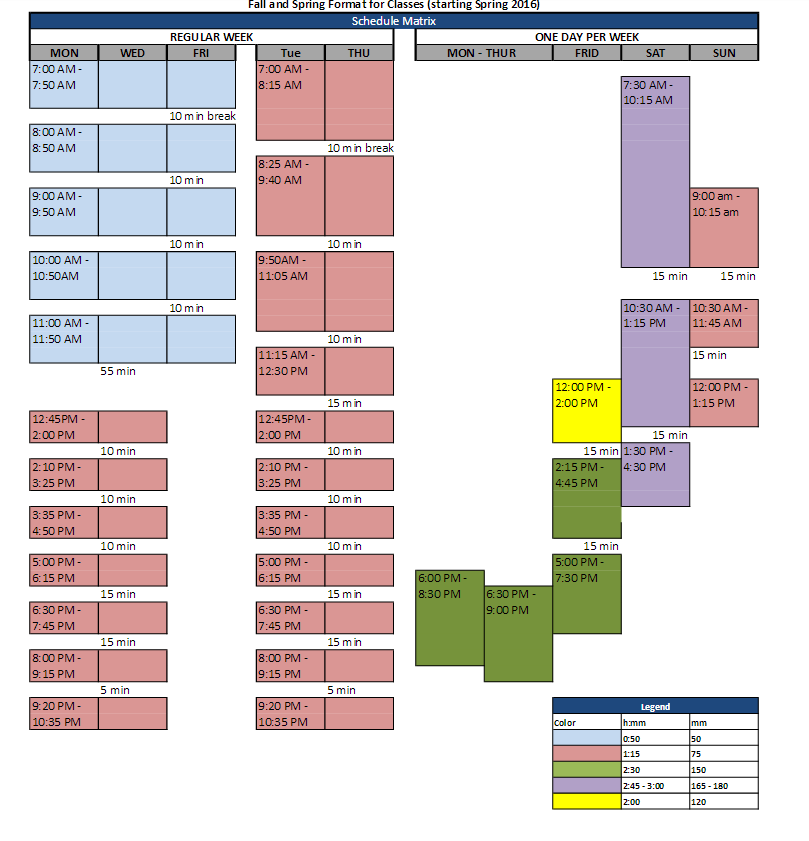 Fall and Spring Format for Classes (starting Spring 2016)
Schedule Matrix
REGULAR WEEK
ONE DAY PER WEEK
MON WED FRI Tue THU MON - THUR FRID SAT SUN
7:00 AM -
7:50 AM
10 min break
8:00 AM -
8:50 AM
10 min
9:00 AM -
9:50 AM
10 min
10:00 AM -
10:50AM
10 min
11:00 AM -
11:50 AM
55 min
12:45PM -
2:00 PM
10 min
2:10 PM -
3:25 PM
10 min
3:35 PM -
4:50 PM
10 min
5:00 PM -
6:15 PM
15 min
6:30 PM -
7:45 PM
15 min
8:00 PM -
9:15 PM
5 min
9:20 PM -
10:35 PM
7:00 AM -
8:15 AM
10 min break
8:25 AM -
9:40 AM
10 min
9:50AM -
11:05 AM
10 min
11:15 AM -
12:30 PM
15 min
12:45PM -
2:00 PM
10 min
2:10 PM -
3:25 PM
10 min
3:35 PM -
4:50 PM
10 min
5:00 PM -
6:15 PM
15 min
6:30 PM -
7:45 PM
15 min
8:00 PM -
9:15 PM
5 min
9:20 PM -
10:35 PM
6:00 PM -
8:30 PM
6:30 PM -
9:00 PM
12:00 PM -
2:00 PM
15 min
2:15 PM -
4:45 PM
15 min
5:00 PM -
7:30 PM
7:30 AM -
10:15 AM
15 min
10:30 AM -
1:15 PM
15 min
1:30 PM -
4:30 PM
9:00 am -
10:15 am
15 min
10:30 AM -
11:45 AM
15 min
12:00 PM -
1:15 PM
Legend
Color h:mm mm
0:50 50
1:15 75
2:30 150
2:45 - 3:00 165 - 180
2:00 120